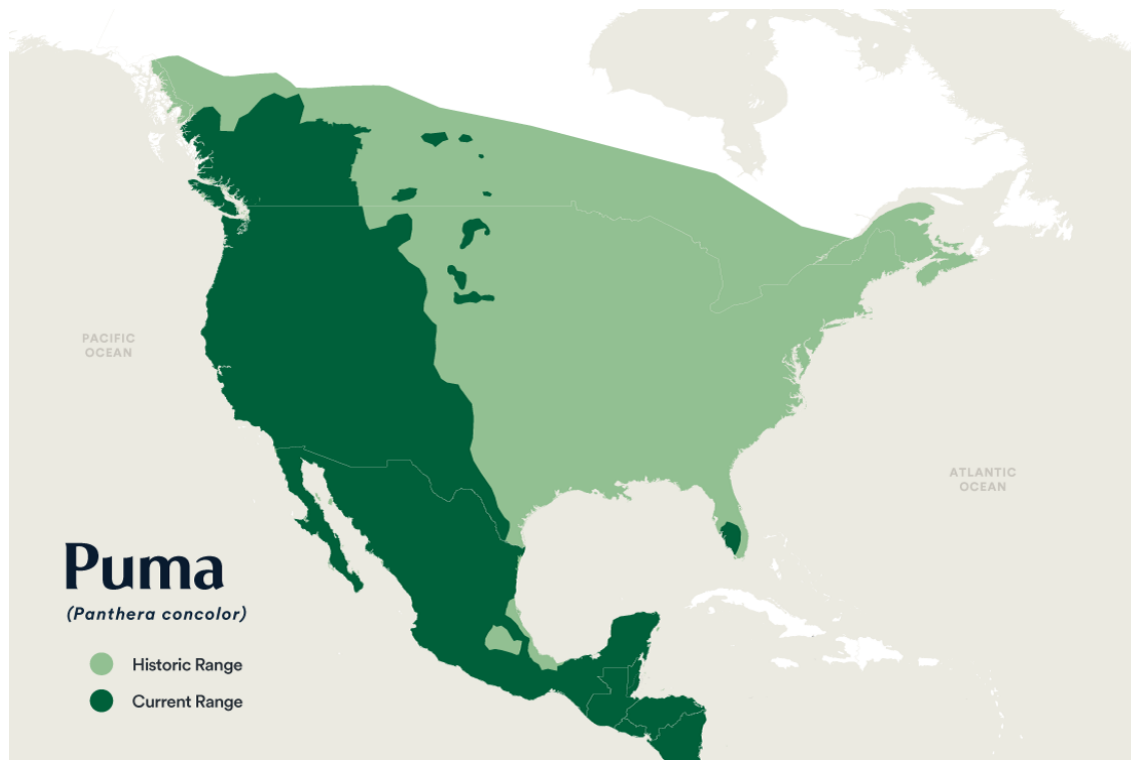 PACIFIC
OCEAN
ATLANTIC
OCEAN
Puma
(Panthera concolor)
Historic Range
Current Range